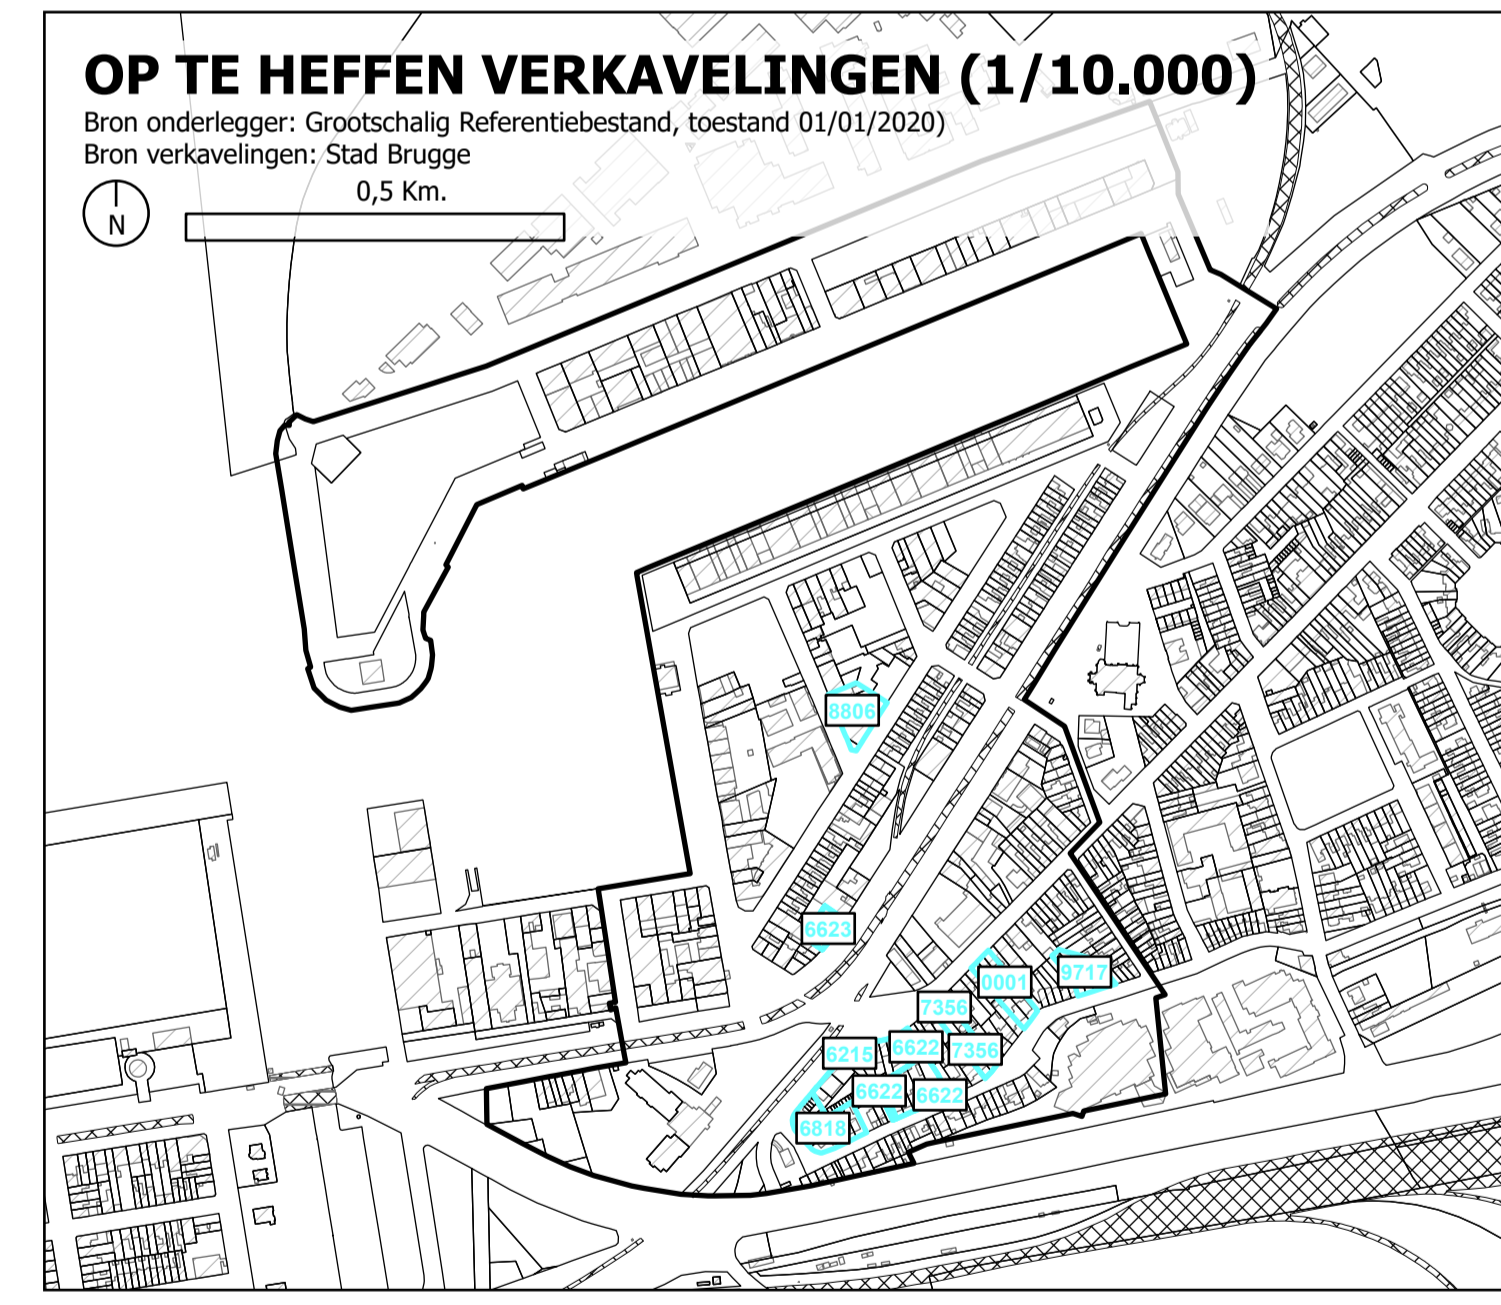 OP TE HEFFEN VERKAVELINGEN (1/10.000)
Bron onderlegger: Grootschalig Referentiebestand, toestand 01/01/2020)
Bron verkavelingen: Stad Brugge
0,5 Km.
N
8806
6623
9717
0001
7356
6622
7356
6215
6622
6622
6818